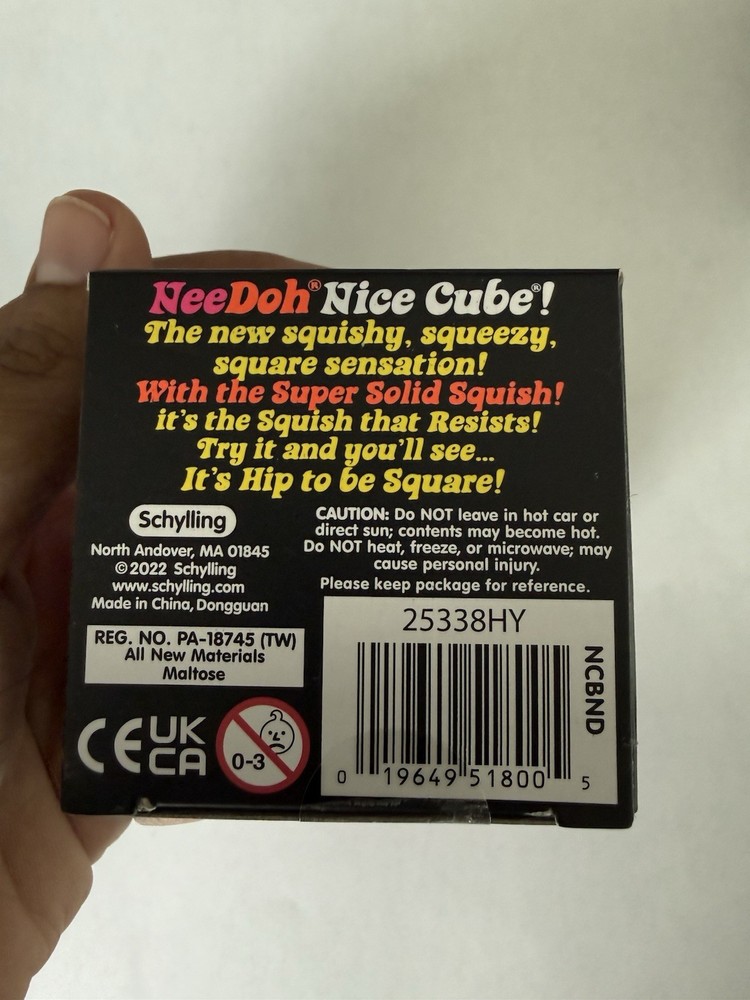 NeeDoh® Nice Cube®!
The new squishy, squeezy,
square sensation!
With the Super Solid Squish!
it's the Squish that Resists!
Try it and you'll see...
It's Hip to be Square!
Schylling
North Andover, MA 01845
©2022 Schylling
www.schylling.com
Made in China, Dongguan
REG. NO. PA-18745 (TW)
All New Materials
Maltose
CE UK
CA
0-3
CAUTION: Do NOT leave in hot car or
direct sun; contents may become hot.
Do NOT heat, freeze, or microwave; may
cause personal injury.
Please keep package for reference.
25338HY
NCBND
0 19649 51800 5